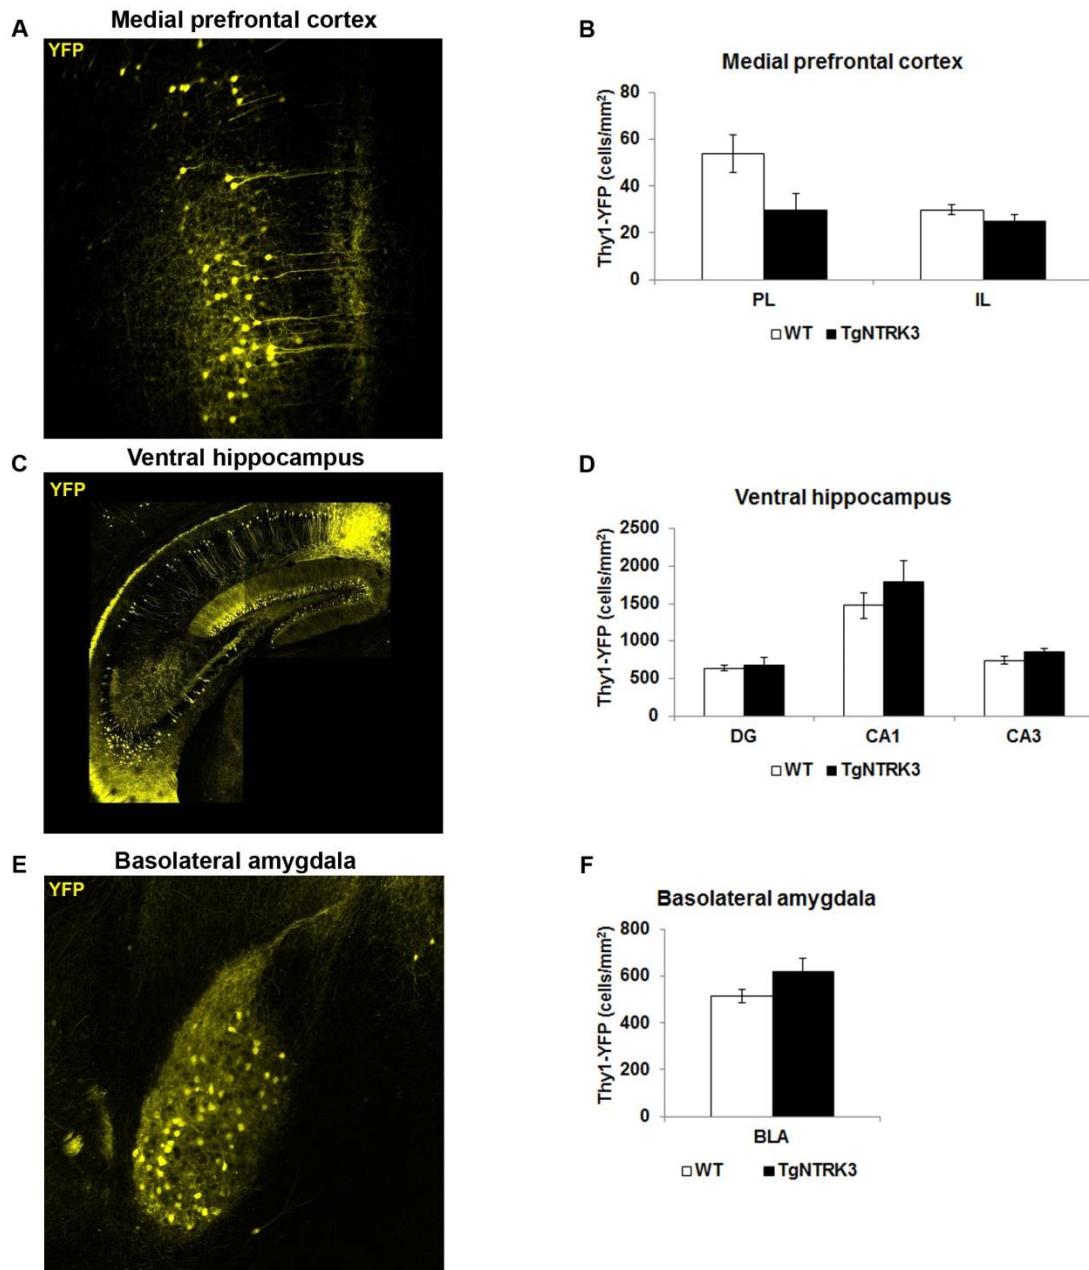 A
Medial prefrontal cortex
YFP
B
Medial prefrontal cortex
Thy1-YFP (cells/mm²)
80
60
40
20
0
PL IL
WT TgNTRK3
C
Ventral hippocampus
YFP
D
Ventral hippocampus
Thy1-YFP (cells/mm²)
2500
2000
1500
1000
500
0
DG CA1 CA3
WT TgNTRK3
E
Basolateral amygdala
YFP
F
Basolateral amygdala
Thy1-YFP (cells/mm²)
800
600
400
200
0
BLA
WT TgNTRK3